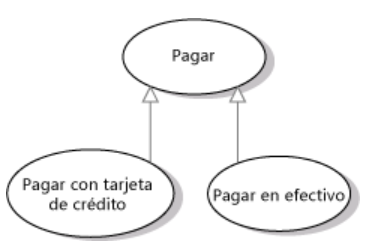 Pagar
Pagar con tarjeta
de crédito
Pagar en efectivo